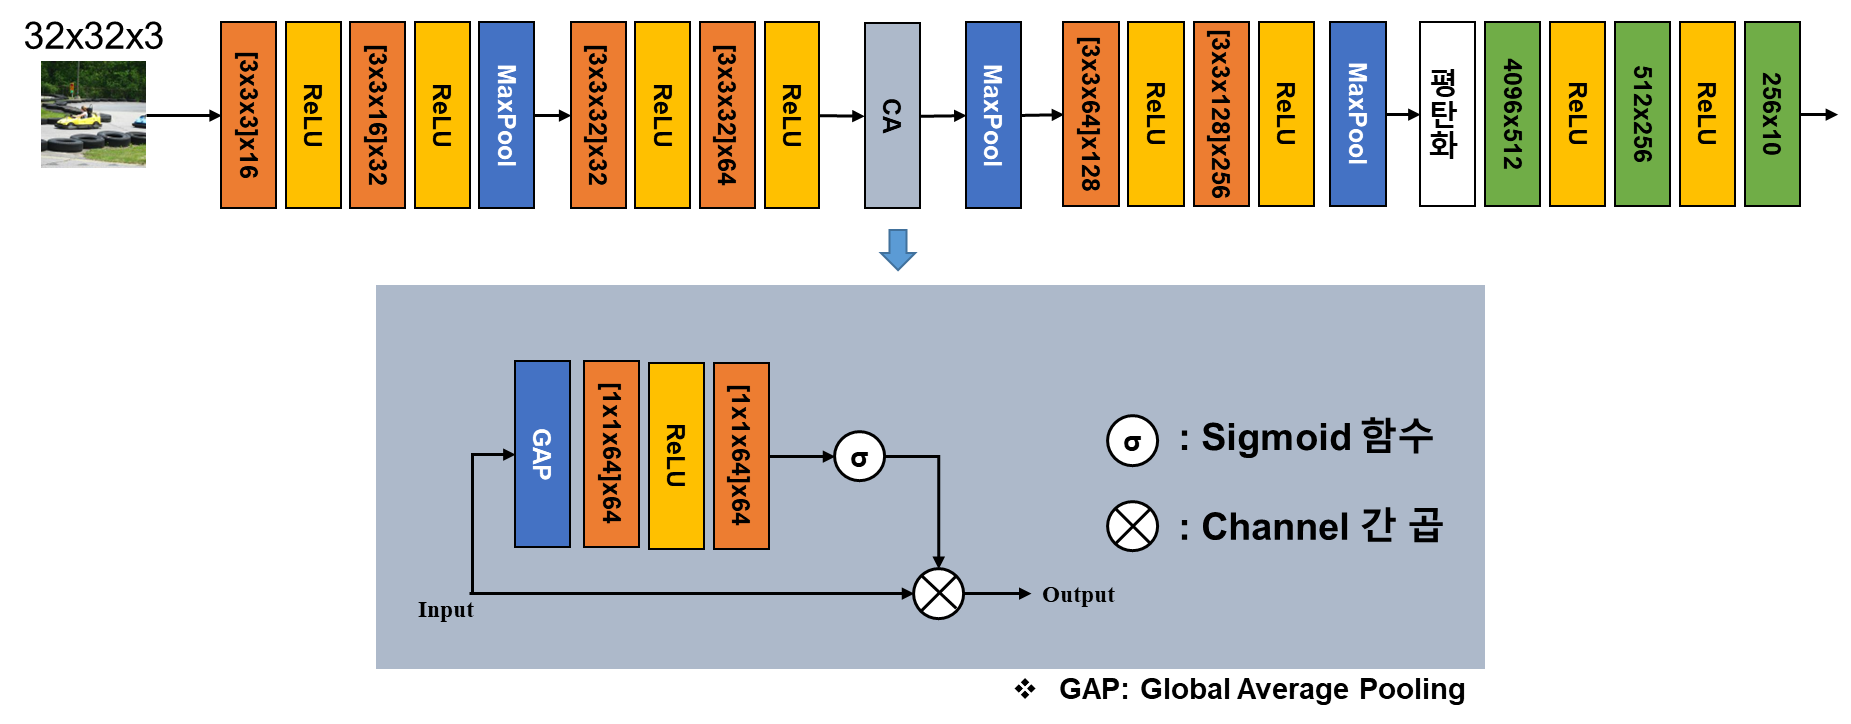 32x32x3
[3x3x3]x16
ReLU
[3x3x16]x32
ReLU
MaxPool
[3x3x32]x32
ReLU
[3x3x32]x64
ReLU
CA
MaxPool
[3x3x64]x128
ReLU
[3x3x128]x256
ReLU
MaxPool
평탄화
4096x512
ReLU
512x256
ReLU
256x10
GAP
[1x1x64]x64
ReLU
[1x1x64]x64
σ
Input
Output
σ : Sigmoid 함수
: Channel 간 곱
❖ GAP: Global Average Pooling